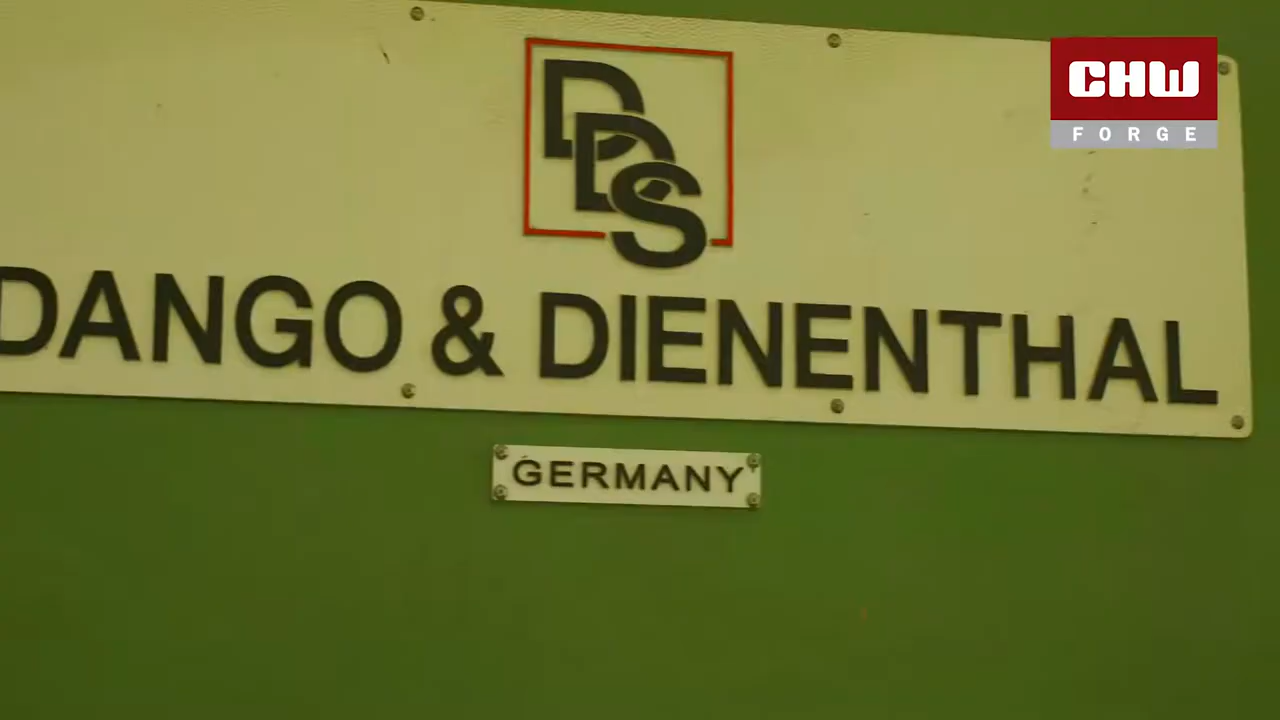 CHW
FORGE
DDS
DANGO & DIENENTHAL
GERMANY